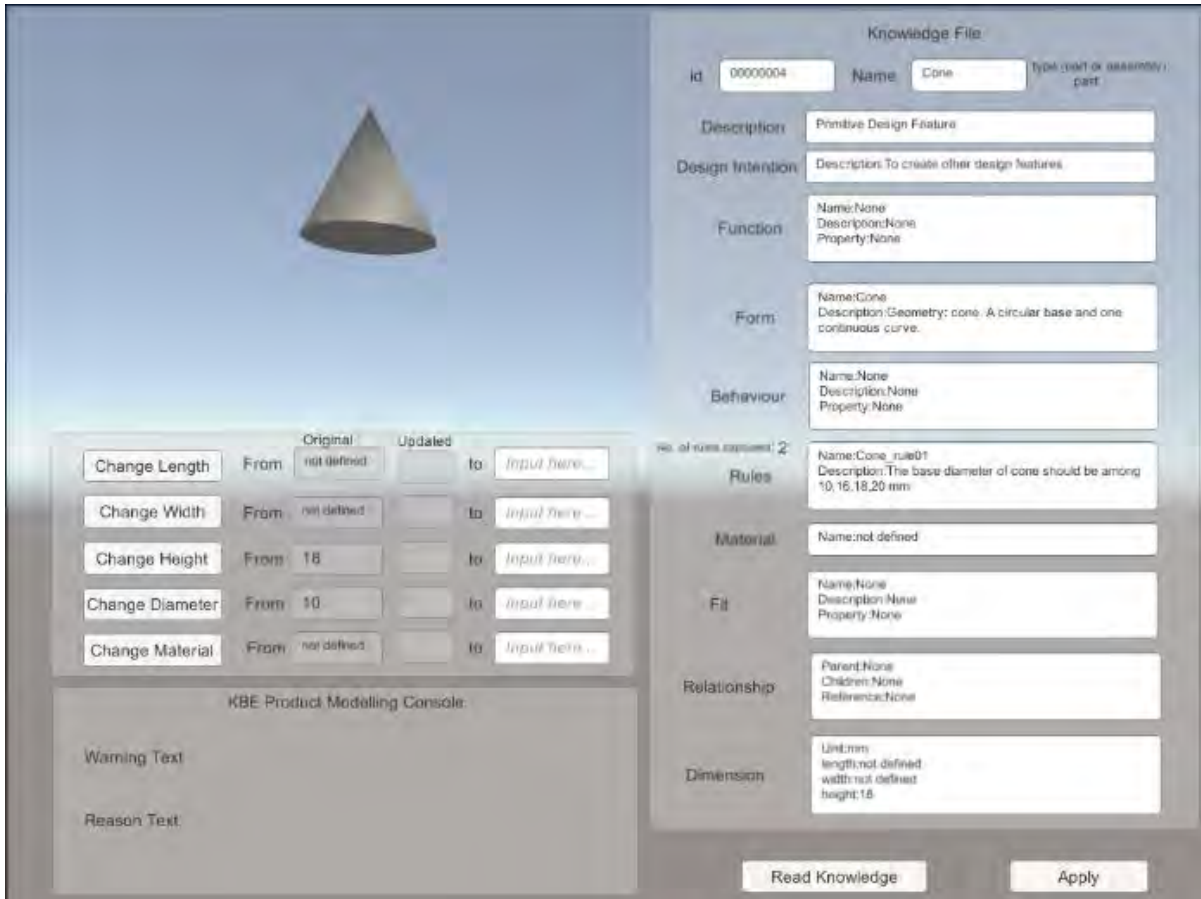 Knowledge File
id 00000004 Name Cone type (part or assembly):
part
Description Primitive Design Feature
Design Intention Description:To create other design features
Function Name:None
Description:None
Property:None
Form Name:Cone
Description:Geometry: cone. A circular base and one
continuous curve.
Behaviour Name:None
Description:None
Property:None
No. of rules captured: 2
Rules Name:Cone_rule01
Description:The base diameter of cone should be among
10,16,18,20 mm
Material Name:not defined
Fit Name:None
Description:None
Property:None
Relationship Parent:None
Children:None
Reference:None
Dimension Unit:mm
length:not defined
width:not defined
height:18
Read Knowledge Apply
Original Updated
Change Length From not defined to Input here...
Change Width From not defined to Input here...
Change Height From 18 to Input here...
Change Diameter From 10 to Input here...
Change Material From not defined to Input here...
KBE Product Modelling Console
Warning Text
Reason Text